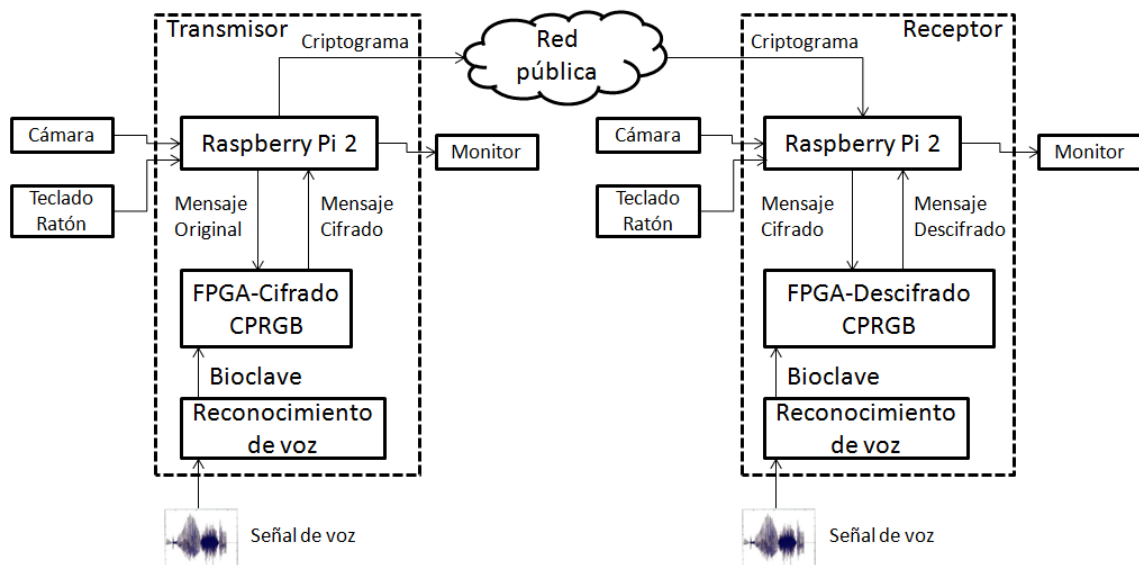 Transmisor
Criptograma
Red
pública
Criptograma
Receptor
Cámara
Raspberry Pi 2
Monitor
Teclado
Ratón
Mensaje
Original
Mensaje
Cifrado
FPGA-Cifrado
CPRGB
Bioclave
Reconocimiento
de voz
Señal de voz
Cámara
Raspberry Pi 2
Monitor
Teclado
Ratón
Mensaje
Cifrado
Mensaje
Descifrado
FPGA-Descifrado
CPRGB
Bioclave
Reconocimiento
de voz
Señal de voz